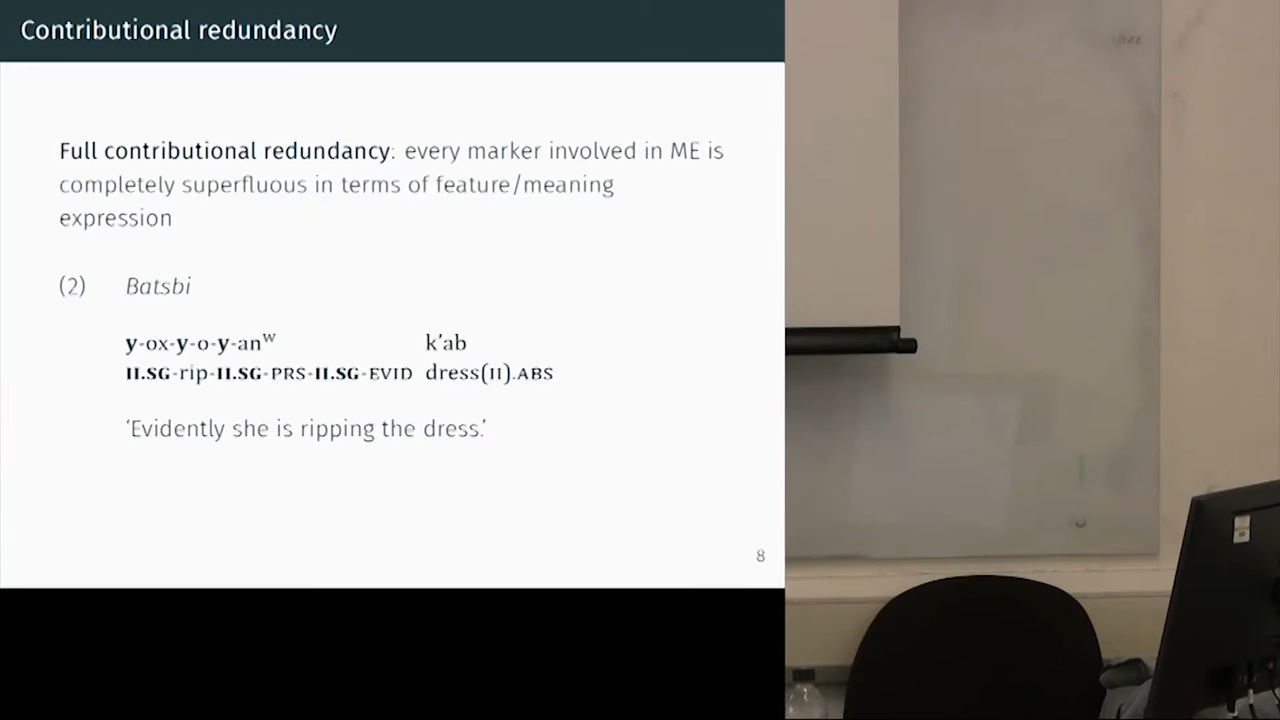 Contributional redundancy
Full contributional redundancy: every marker involved in ME is
completely superfluous in terms of feature/meaning
expression
(2) Batsbi
y-ox-y-o-y-anʷ k'ab
II.SG-rip-II.SG-PRS-II.SG-EVID dress(II).ABS
‘Evidently she is ripping the dress.’
8